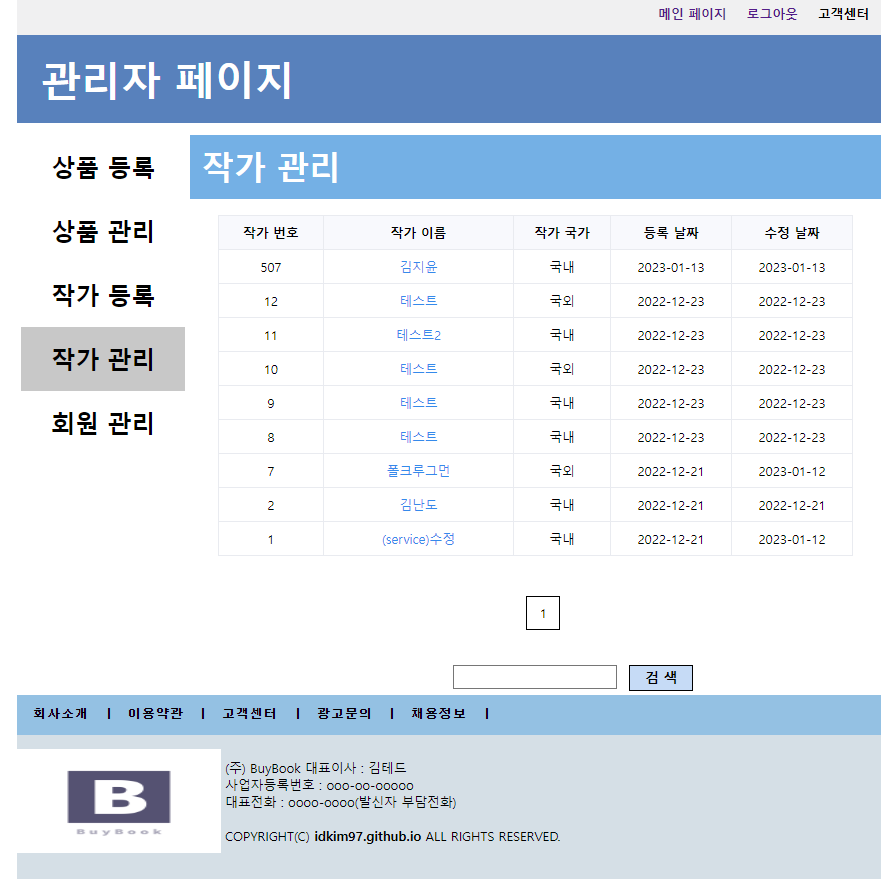 메인 페이지 로그아웃 고객센터
관리자 페이지
상품 등록
상품 관리
작가 등록
작가 관리
회원 관리
작가 관리
작가 번호 작가 이름 작가 국가 등록 날짜 수정 날짜
507 김지윤 국내 2023-01-13 2023-01-13
12 테스트 국외 2022-12-23 2022-12-23
11 테스트2 국내 2022-12-23 2022-12-23
10 테스트 국외 2022-12-23 2022-12-23
9 테스트 국내 2022-12-23 2022-12-23
8 테스트 국내 2022-12-23 2022-12-23
7 폴크루그먼 국외 2022-12-21 2023-01-12
2 김난도 국내 2022-12-21 2022-12-21
1 (service)수정 국내 2022-12-21 2023-01-12
1
검 색
회사소개 | 이용약관 | 고객센터 | 광고문의 | 채용정보 |
B
BuyBook
(주) BuyBook 대표이사 : 김테드
사업자등록번호 : ooo-oo-ooooo
대표전화 : oooo-oooo(발신자 부담전화)
COPYRIGHT(C) idkim97.github.io ALL RIGHTS RESERVED.